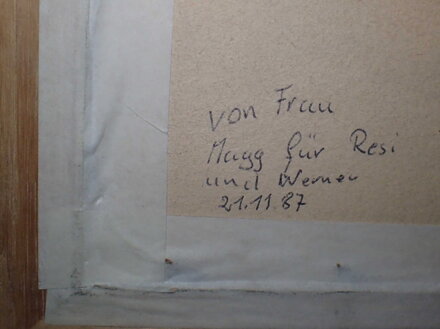 von Frau
Magg für Resi
und Werner
21.11.87